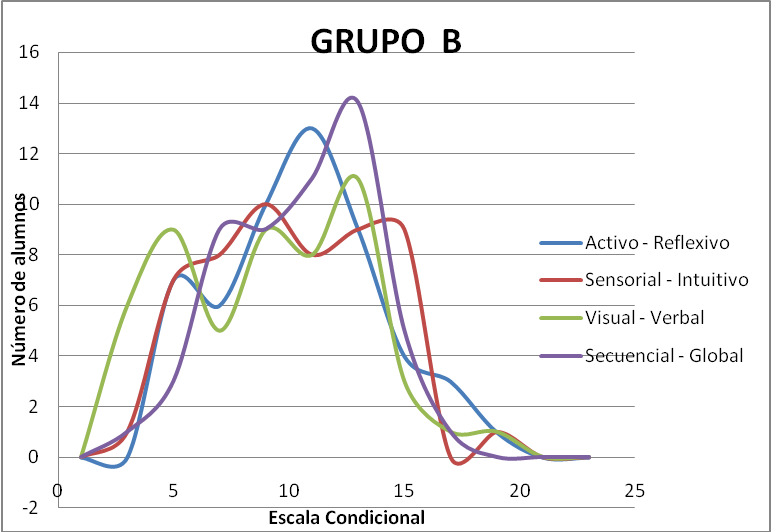 GRUPO B
16
14
12
10
8
6
4
2
0
-2
Número de alumnos
0 5 10 15 20 25
Escala Condicional
Activo - Reflexivo
Sensorial - Intuitivo
Visual - Verbal
Secuencial - Global